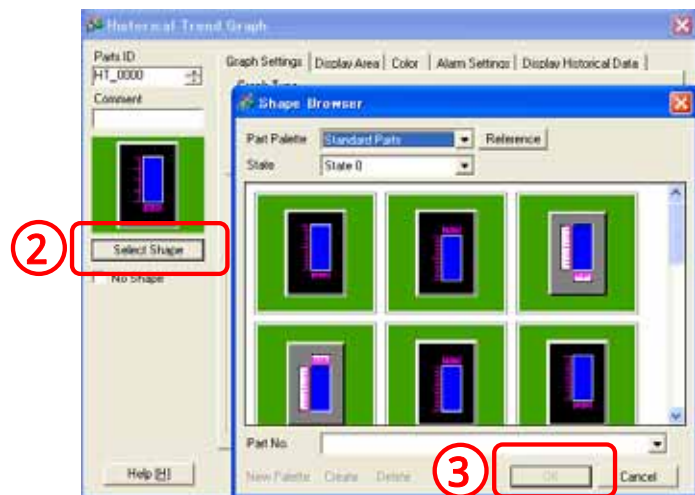 Historical Trend Graph
Parts ID
HT_0000
Comment
Select Shape
No Shape
Help [H]
Graph Settings
Display Area
Color
Alarm Settings
Display Historical Data
Graph Type
Shape Browser
Part Palette
Standard Parts
Reference
State
State 0
Part No.
New Palette
Create
Delete
OK
Cancel
2
3